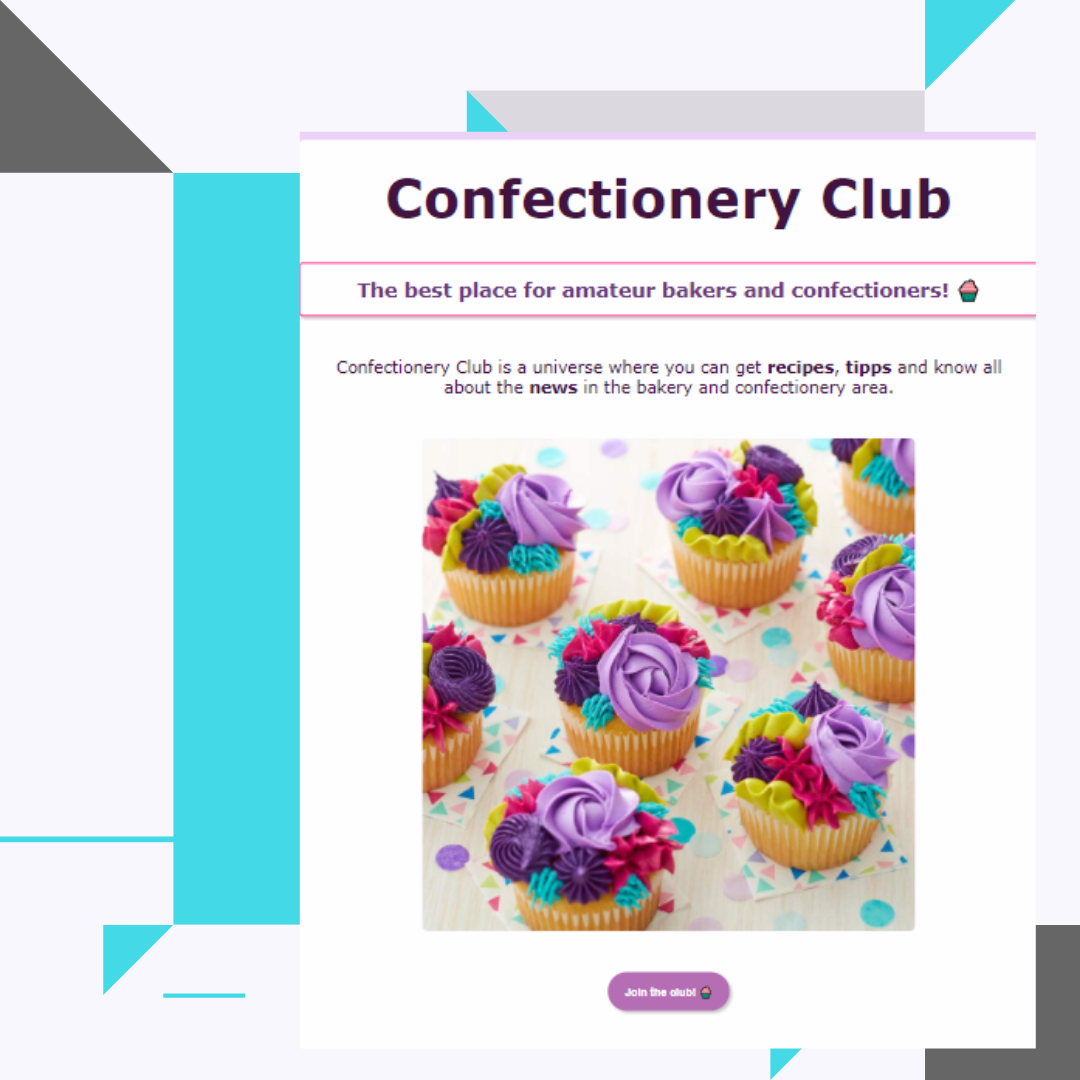 Confectionery Club
The best place for amateur bakers and confectioners! 🧁
Confectionery Club is a universe where you can get recipes, tipps and know all
about the news in the bakery and confectionery area.
Join the club! 🧁